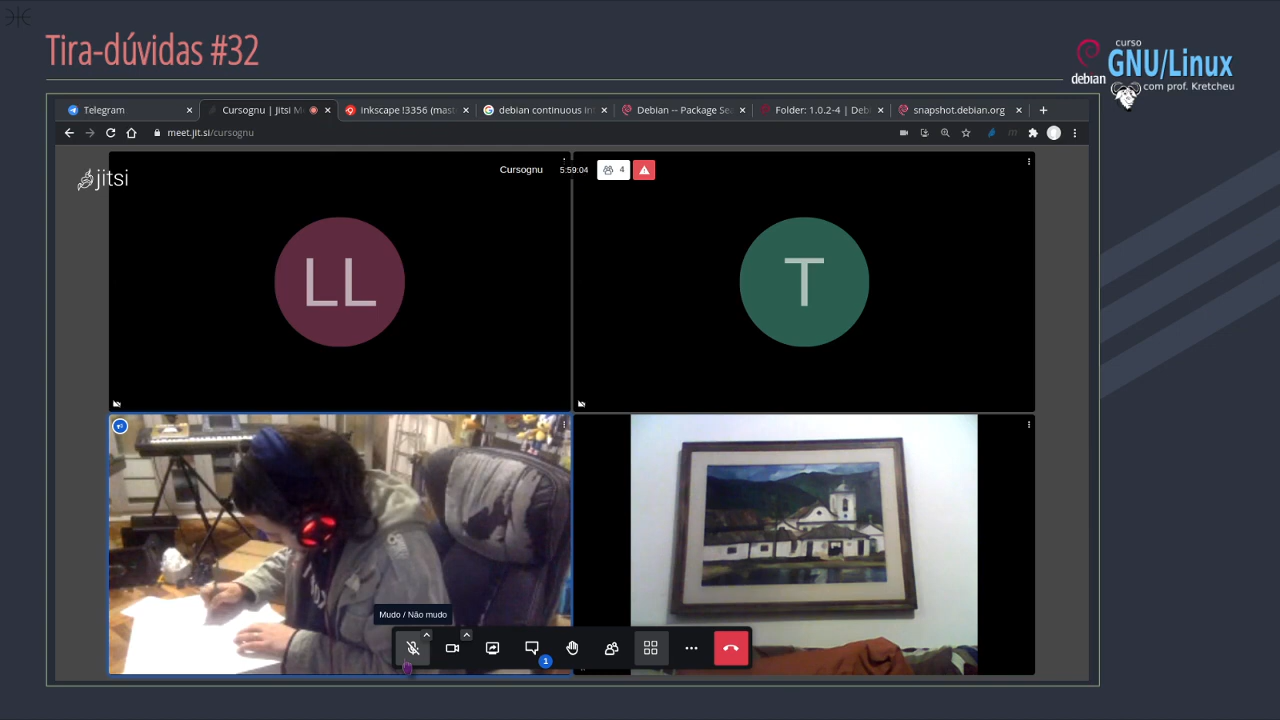 Tira-dúvidas #32
curso
GNU/Linux
debian
com prof. Kretcheu
Telegram
Cursognu | Jitsi M
Inkscape !3356 (mast
debian continuous in
Debian -- Package Se
Folder: 1.0.2-4 | Deb
snapshot.debian.org
meet.jit.si/cursognu
jitsi
Cursognu
5:59:04
4
LL
T
Mudo / Não mudo
1